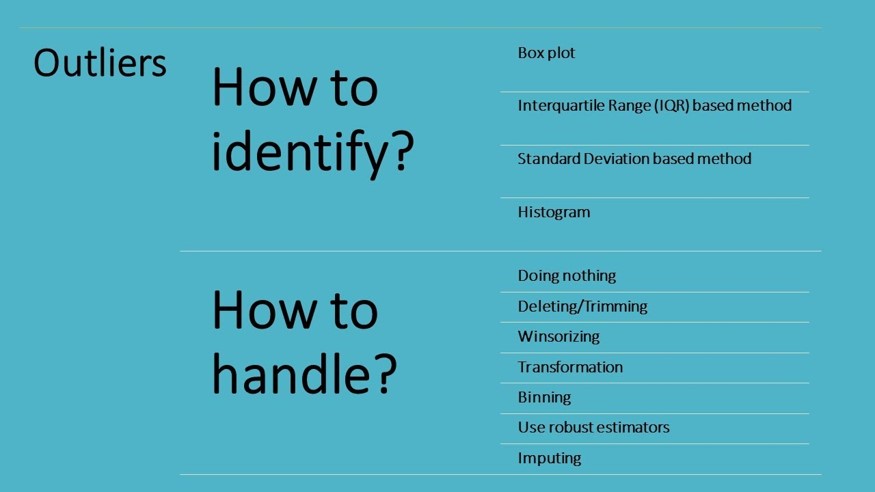 Outliers
How to
identify?
Box plot
Interquartile Range (IQR) based method
Standard Deviation based method
Histogram
How to
handle?
Doing nothing
Deleting/Trimming
Winsorizing
Transformation
Binning
Use robust estimators
Imputing